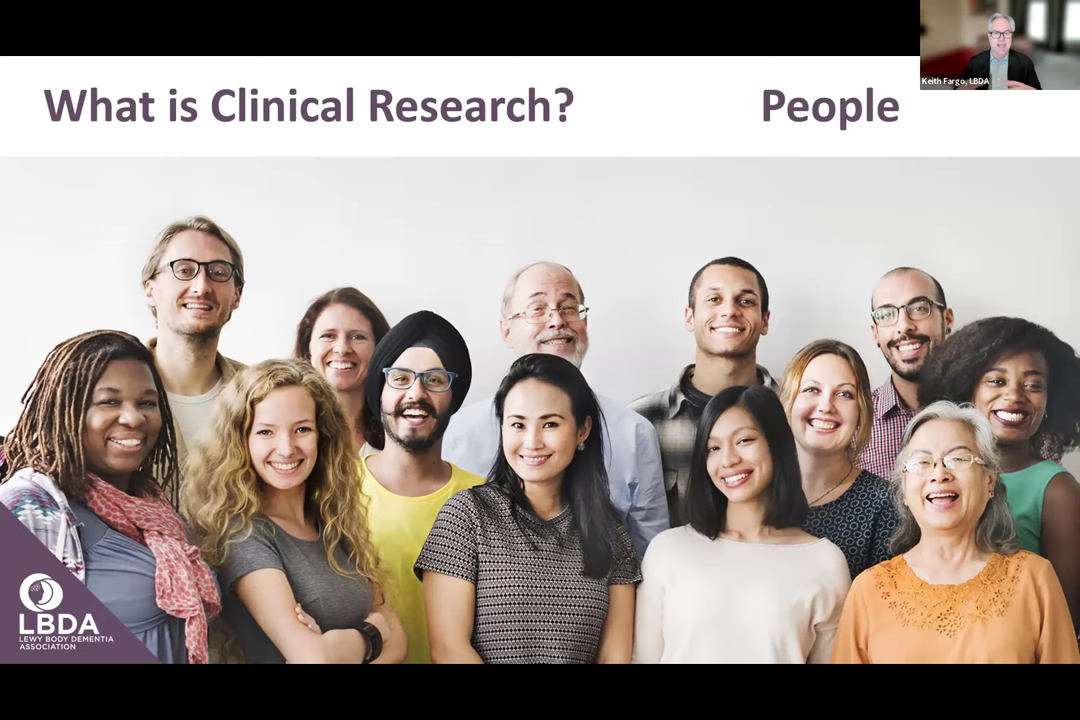 Keith Fargo, LBDA
What is Clinical Research? People
LBDA
LEWY BODY DEMENTIA
ASSOCIATION